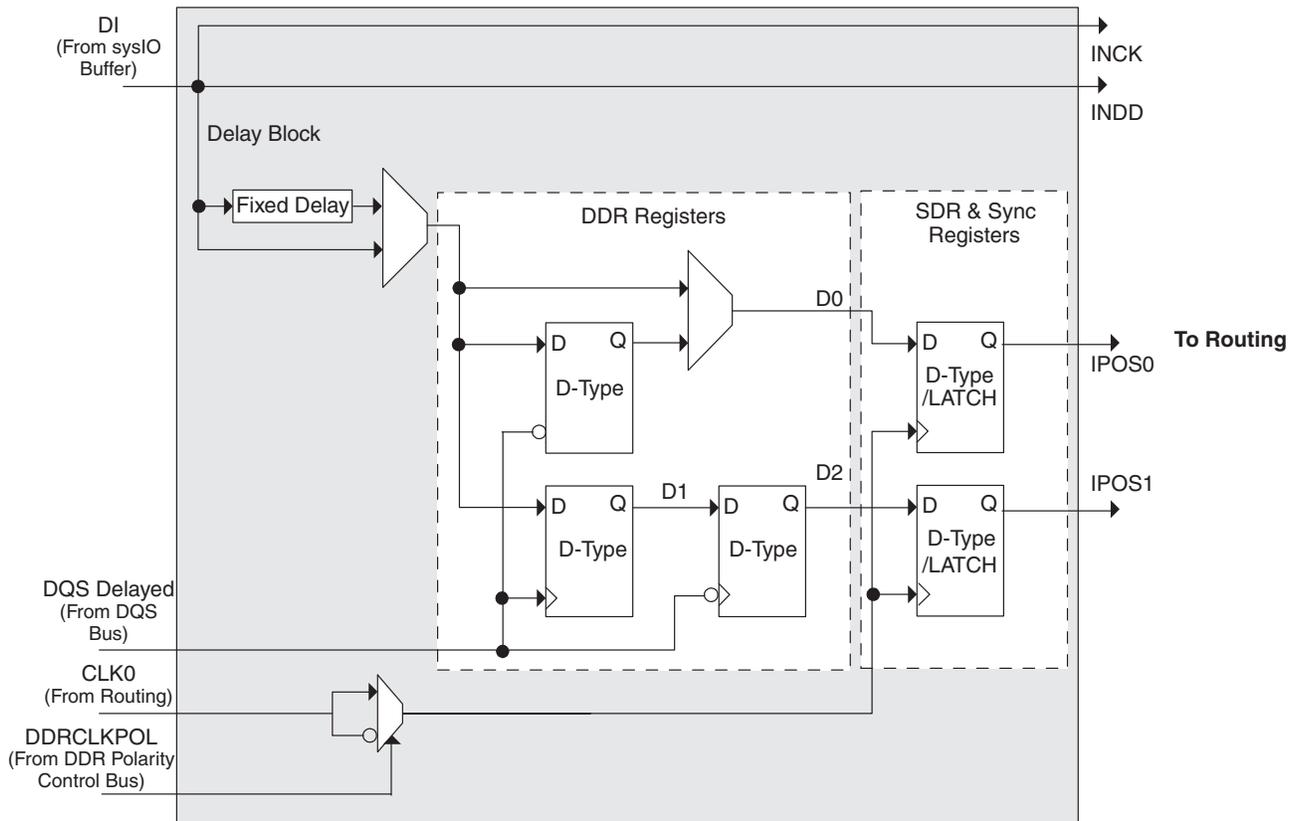 DI
(From sysIO
Buffer)
INCK
INDD
Delay Block
Fixed Delay
DDR Registers
SDR & Sync
Registers
D0
D Q
D-Type
D Q
D-Type
/LATCH
IPOS0
To Routing
D Q
D-Type
D1
D Q
D-Type
D2
D Q
D-Type
/LATCH
IPOS1
DQS Delayed
(From DQS
Bus)
CLK0
(From Routing)
DDRCLKPOL
(From DDR Polarity
Control Bus)